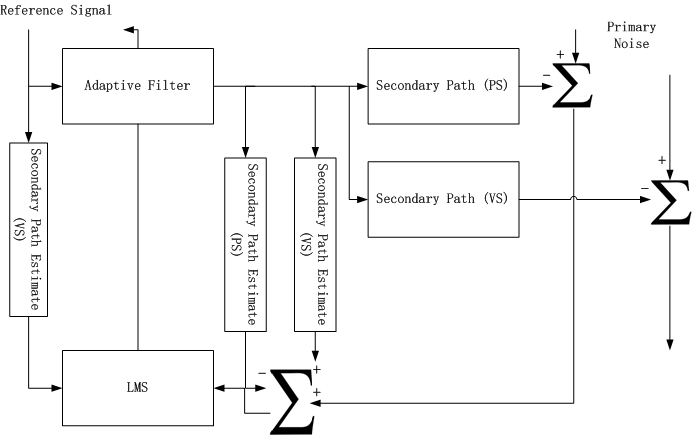 Reference Signal
Primary
Noise
+
Adaptive Filter
Secondary Path (PS)
-
Σ
+
Secondary Path Estimate
(VS)
Secondary Path Estimate
(PS)
Secondary Path Estimate
(VS)
Secondary Path (VS)
-
Σ
LMS
-
+
+
Σ